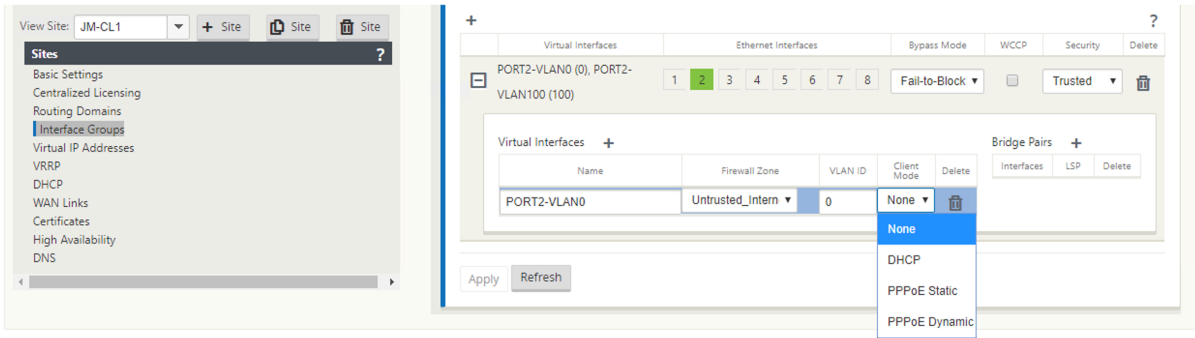 View Site: JM-CL1 + Site Site Site
Sites ?
Basic Settings
Centralized Licensing
Routing Domains
Interface Groups
Virtual IP Addresses
VRRP
DHCP
WAN Links
Certificates
High Availability
DNS
+ ?
Virtual Interfaces Ethernet Interfaces Bypass Mode WCCP Security Delete
PORT2-VLAN0 (0), PORT2-
VLAN100 (100)
1 2 3 4 5 6 7 8 Fail-to-Block Trusted
Virtual Interfaces +
Name Firewall Zone VLAN ID Client
Mode Delete
PORT2-VLAN0 Untrusted_Intern 0 None
None
DHCP
PPPoE Static
PPPoE Dynamic
Bridge Pairs +
Interfaces LSP Delete
Apply Refresh